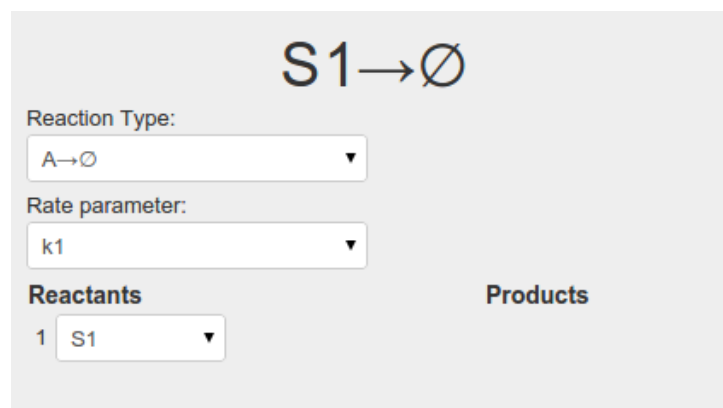 S1→∅
Reaction Type:
A→∅
Rate parameter:
k1
Reactants Products
1 S1